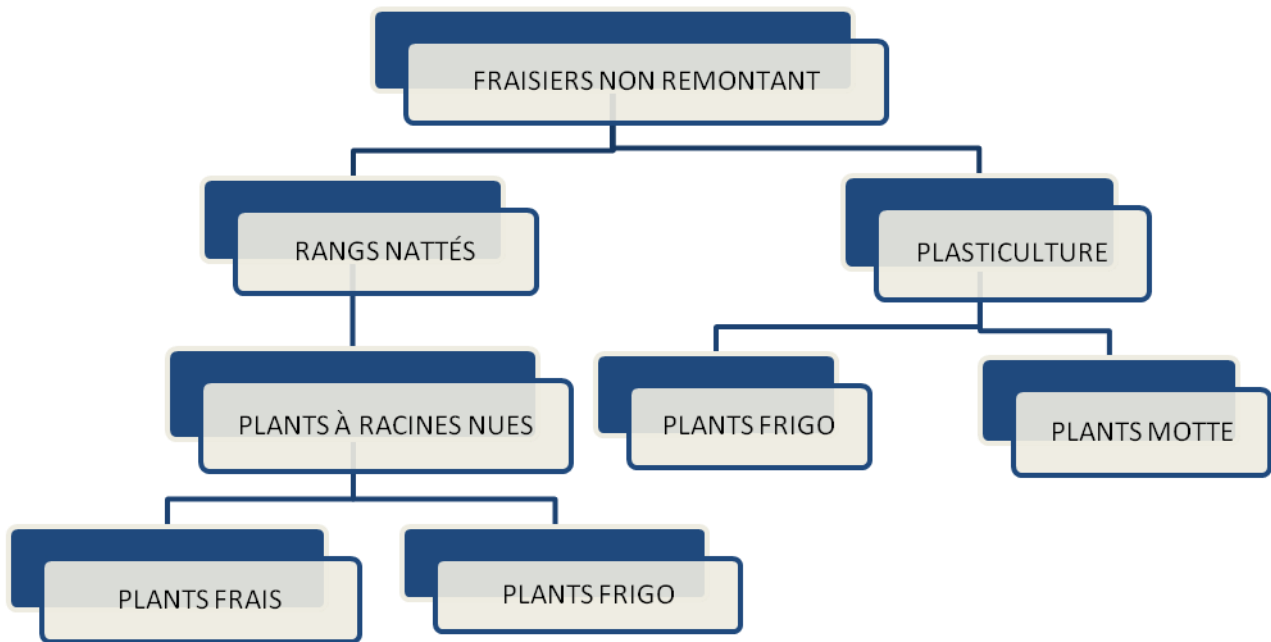 FRAISIERS NON REMONTANT
RANGS NATTÉS
PLASTICULTURE
PLANTS À RACINES NUES
PLANTS FRIGO
PLANTS MOTTE
PLANTS FRAIS
PLANTS FRIGO